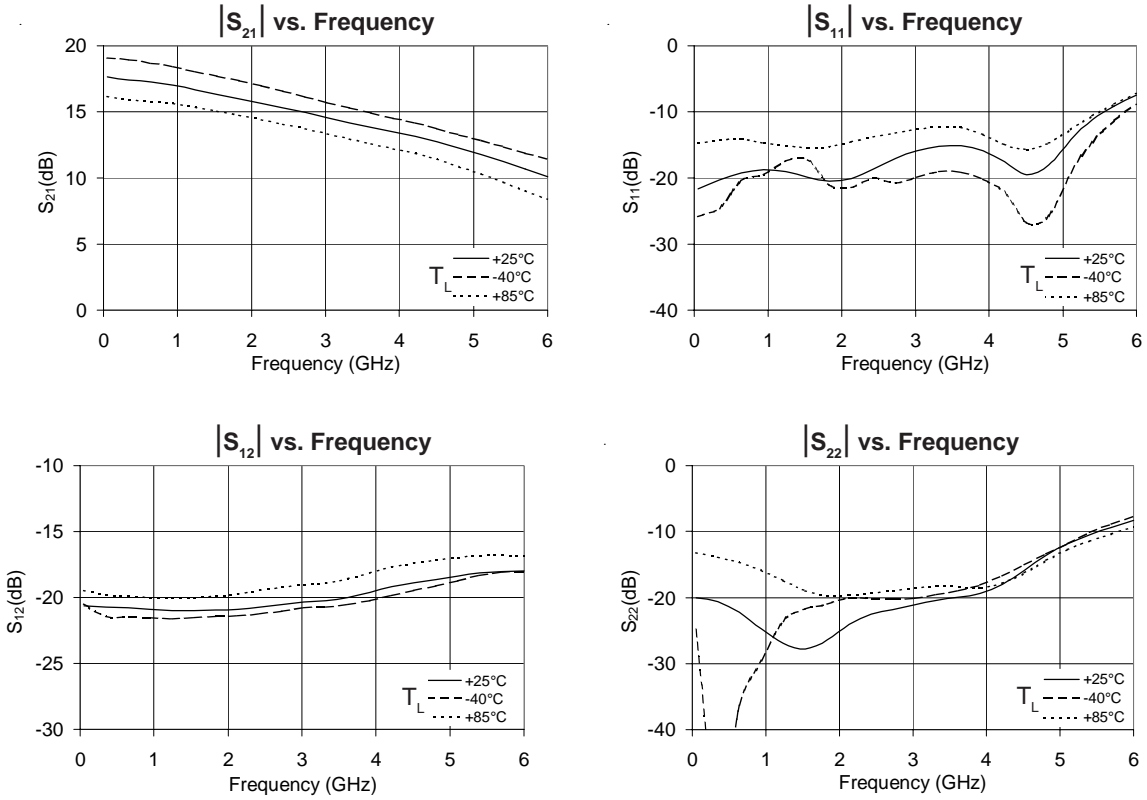 |S21| vs. Frequency
20
15
10
5
0
S21(dB)
TL
+25°C
-40°C
+85°C
0 1 2 3 4 5 6
Frequency (GHz)
|S11| vs. Frequency
0
-10
-20
-30
-40
S11(dB)
TL
+25°C
-40°C
+85°C
0 1 2 3 4 5 6
Frequency (GHz)
|S12| vs. Frequency
-10
-15
-20
-25
-30
S12(dB)
TL
+25°C
-40°C
+85°C
0 1 2 3 4 5 6
Frequency (GHz)
|S22| vs. Frequency
0
-10
-20
-30
-40
S22(dB)
TL
+25°C
-40°C
+85°C
0 1 2 3 4 5 6
Frequency (GHz)